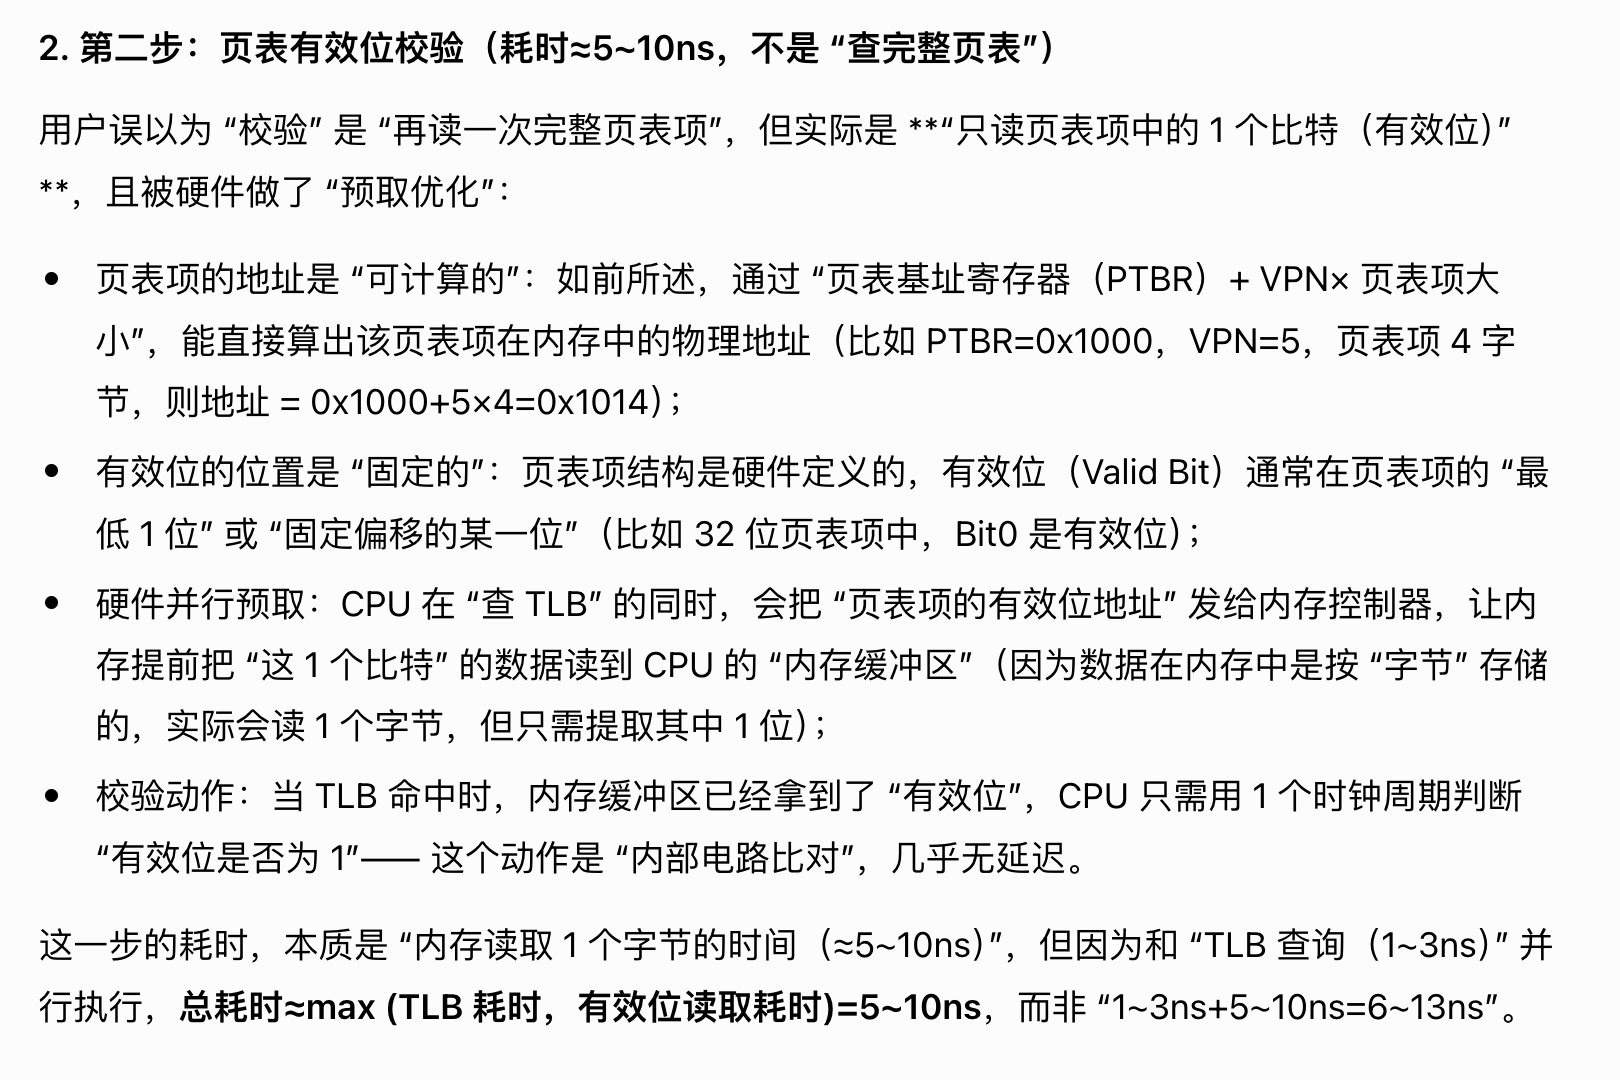 2. 第二步：页表有效位校验（耗时≈5~10ns，不是 “查完整页表”）
用户误以为 “校验” 是 “再读一次完整页表项”，但实际是 **“只读页表项中的 1 个比特（有效位）”
**，且被硬件做了 “预取优化”：
• 页表项的地址是 “可计算的”：如前所述，通过 “页表基址寄存器（PTBR）+ VPN× 页表项大
小”，能直接算出该页表项在内存中的物理地址（比如 PTBR=0x1000，VPN=5，页表项 4 字
节，则地址 = 0x1000+5×4=0x1014）；
• 有效位的位置是 “固定的”：页表项结构是硬件定义的，有效位（Valid Bit）通常在页表项的 “最
低 1 位” 或 “固定偏移的某一位”（比如 32 位页表项中，Bit0 是有效位）；
• 硬件并行预取：CPU 在 “查 TLB” 的同时，会把 “页表项的有效位地址” 发给内存控制器，让内
存提前把 “这 1 个比特” 的数据读到 CPU 的 “内存缓冲区”（因为数据在内存中是按 “字节” 存储
的，实际会读 1 个字节，但只需提取其中 1 位）；
• 校验动作：当 TLB 命中时，内存缓冲区已经拿到了 “有效位”，CPU 只需用 1 个时钟周期判断
“有效位是否为 1”—— 这个动作是 “内部电路比对”，几乎无延迟。
这一步的耗时，本质是 “内存读取 1 个字节的时间（≈5~10ns）”，但因为和 “TLB 查询（1~3ns）” 并
行执行，总耗时≈max (TLB 耗时，有效位读取耗时)=5~10ns，而非 “1~3ns+5~10ns=6~13ns”。